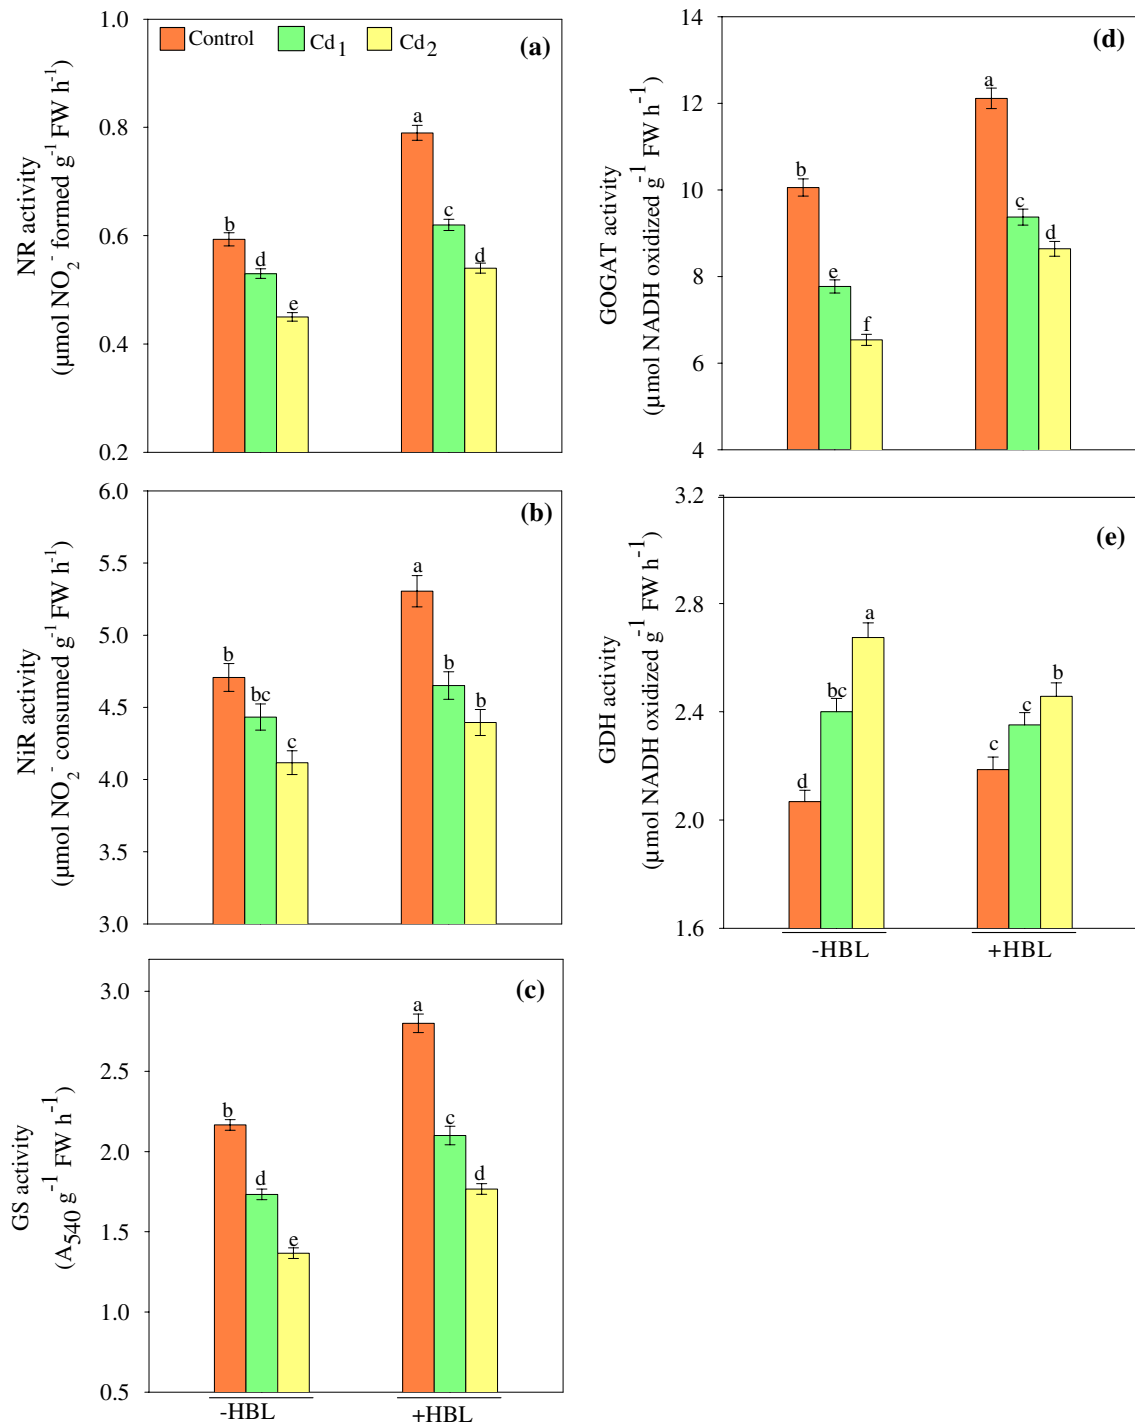 NR activity
(µmol NO₂⁻ formed g⁻¹ FW h⁻¹)
1.0
0.8
0.6
0.4
0.2
Control Cd₁ Cd₂
(a)
b d e a c d
NiR activity
(µmol NO₂⁻ consumed g⁻¹ FW h⁻¹)
6.0
5.5
5.0
4.5
4.0
3.5
3.0
(b)
b bc c a b b
GS activity
(A₅₄₀ g⁻¹ FW h⁻¹)
3.0
2.5
2.0
1.5
1.0
0.5
(c)
b d e a c d
-HBL +HBL
GOGAT activity
(µmol NADH oxidized g⁻¹ FW h⁻¹)
14
12
10
8
6
4
(d)
b e f a c d
GDH activity
(µmol NADH oxidized g⁻¹ FW h⁻¹)
3.2
2.8
2.4
2.0
1.6
(e)
d bc a c c b
-HBL +HBL